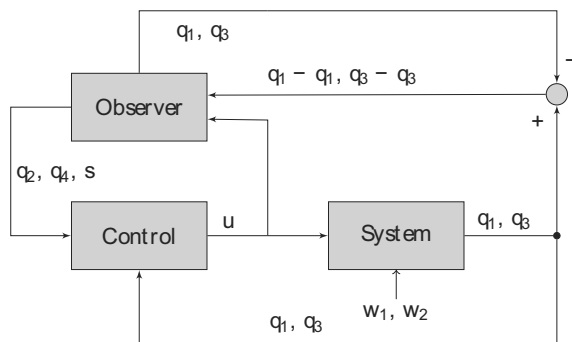 q₁, q₃
−
q₁ − q₁, q₃ − q₃
Observer
+
q₂, q₄, s
Control
u
System
q₁, q₃
w₁, w₂
q₁, q₃